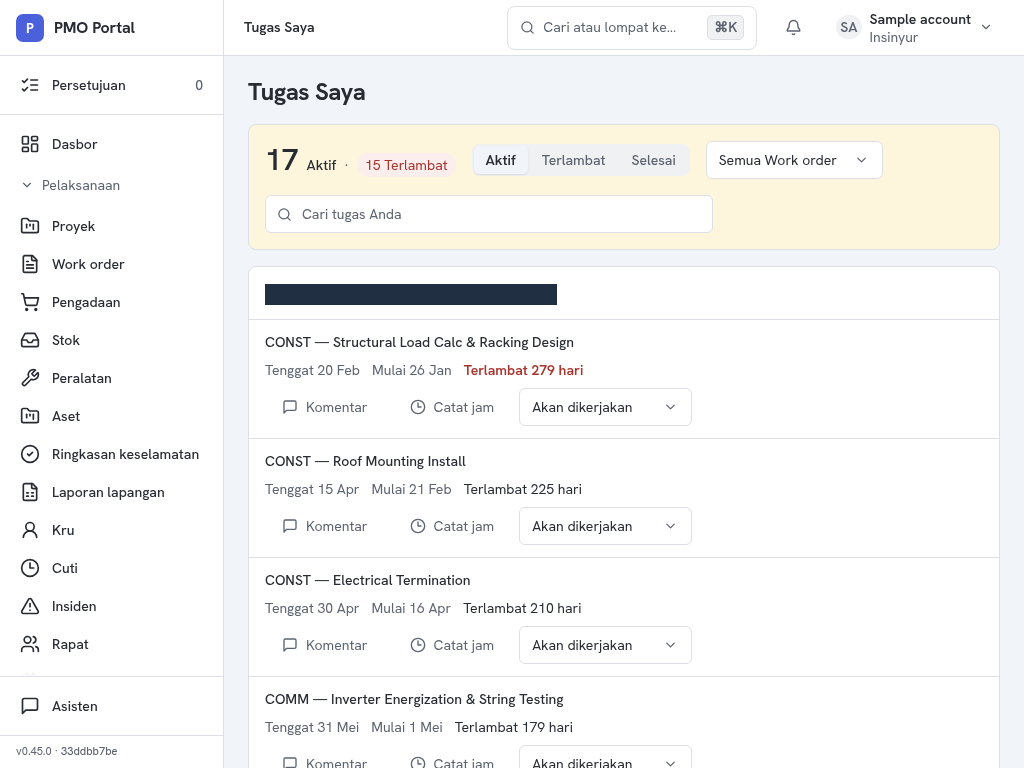 P PMO Portal
Tugas Saya
Cari atau lompat ke...
⌘K
SA
Sample account
Insinyur
Persetujuan 0
Dasbor
Pelaksanaan
Proyek
Work order
Pengadaan
Stok
Peralatan
Aset
Ringkasan keselamatan
Laporan lapangan
Kru
Cuti
Insiden
Rapat
Asisten
v0.45.0 · 33ddbb7be
Tugas Saya
17 Aktif · 15 Terlambat
Aktif Terlambat Selesai
Semua Work order
Cari tugas Anda
CONST — Structural Load Calc & Racking Design
Tenggat 20 Feb Mulai 26 Jan Terlambat 279 hari
Komentar Catat jam Akan dikerjakan
CONST — Roof Mounting Install
Tenggat 15 Apr Mulai 21 Feb Terlambat 225 hari
Komentar Catat jam Akan dikerjakan
CONST — Electrical Termination
Tenggat 30 Apr Mulai 16 Apr Terlambat 210 hari
Komentar Catat jam Akan dikerjakan
COMM — Inverter Energization & String Testing
Tenggat 31 Mei Mulai 1 Mei Terlambat 179 hari
Komentar Catat jam Akan dikerjakan